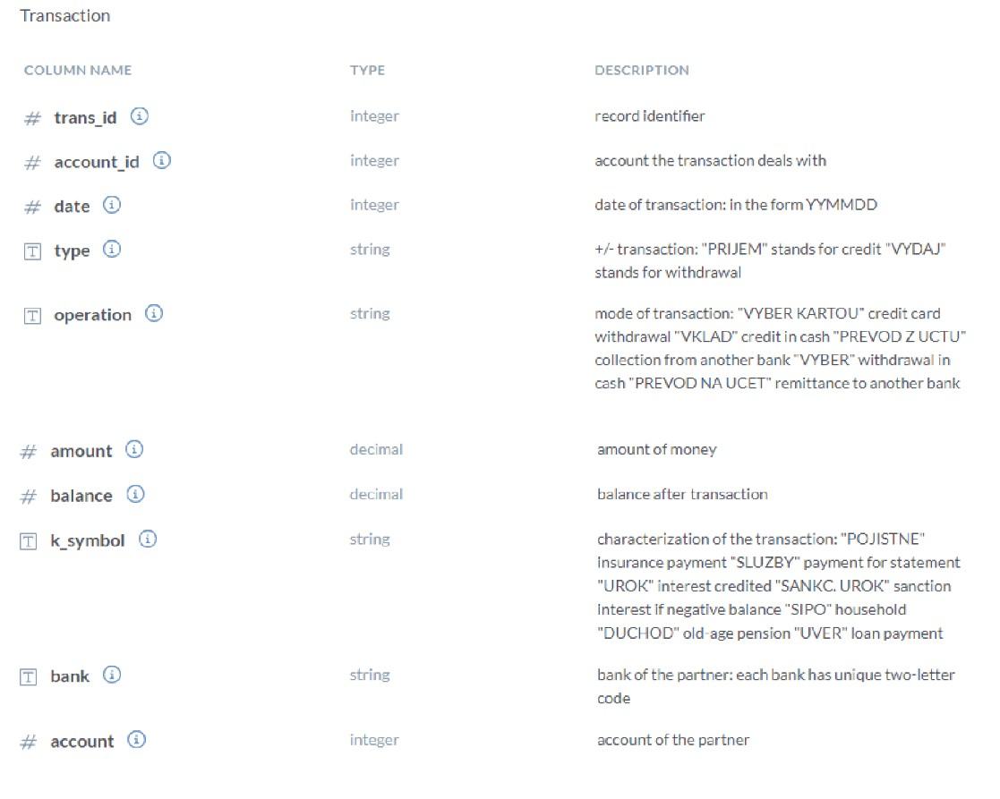 Transaction
COLUMN NAME TYPE DESCRIPTION
# trans_id integer record identifier
# account_id integer account the transaction deals with
# date integer date of transaction: in the form YYMMDD
T type string +/- transaction: "PRIJEM" stands for credit "VYDAJ"
stands for withdrawal
T operation string mode of transaction: "VYBER KARTOU" credit card
withdrawal "VKLAD" credit in cash "PREVOD Z UCTU"
collection from another bank "VYBER" withdrawal in
cash "PREVOD NA UCET" remittance to another bank
# amount decimal amount of money
# balance decimal balance after transaction
T k_symbol string characterization of the transaction: "POJISTNE"
insurance payment "SLUZBY" payment for statement
"UROK" interest credited "SANKC. UROK" sanction
interest if negative balance "SIPO" household
"DUCHOD" old-age pension "UVER" loan payment
T bank string bank of the partner: each bank has unique two-letter
code
# account integer account of the partner